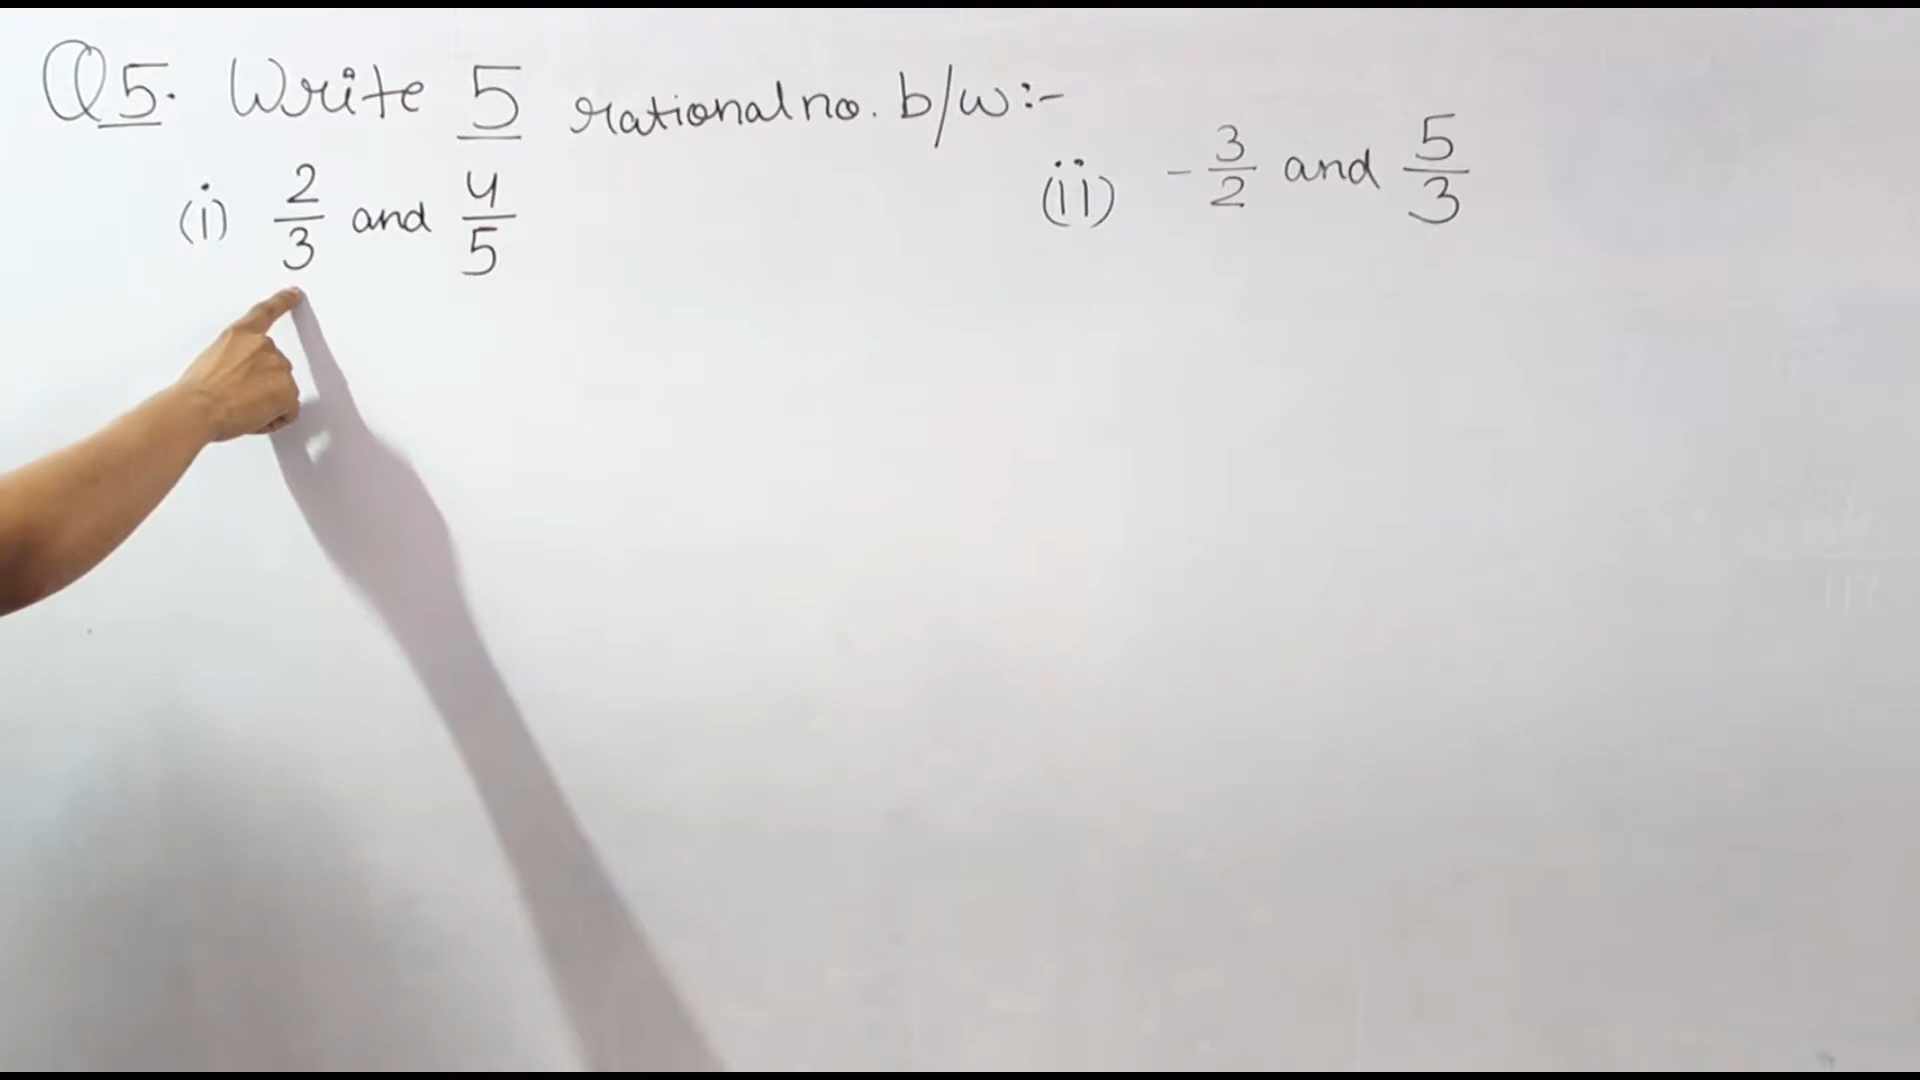 Q5. Write 5 rational no. b/w :-
(i) 2/3 and 4/5
(ii) -3/2 and 5/3